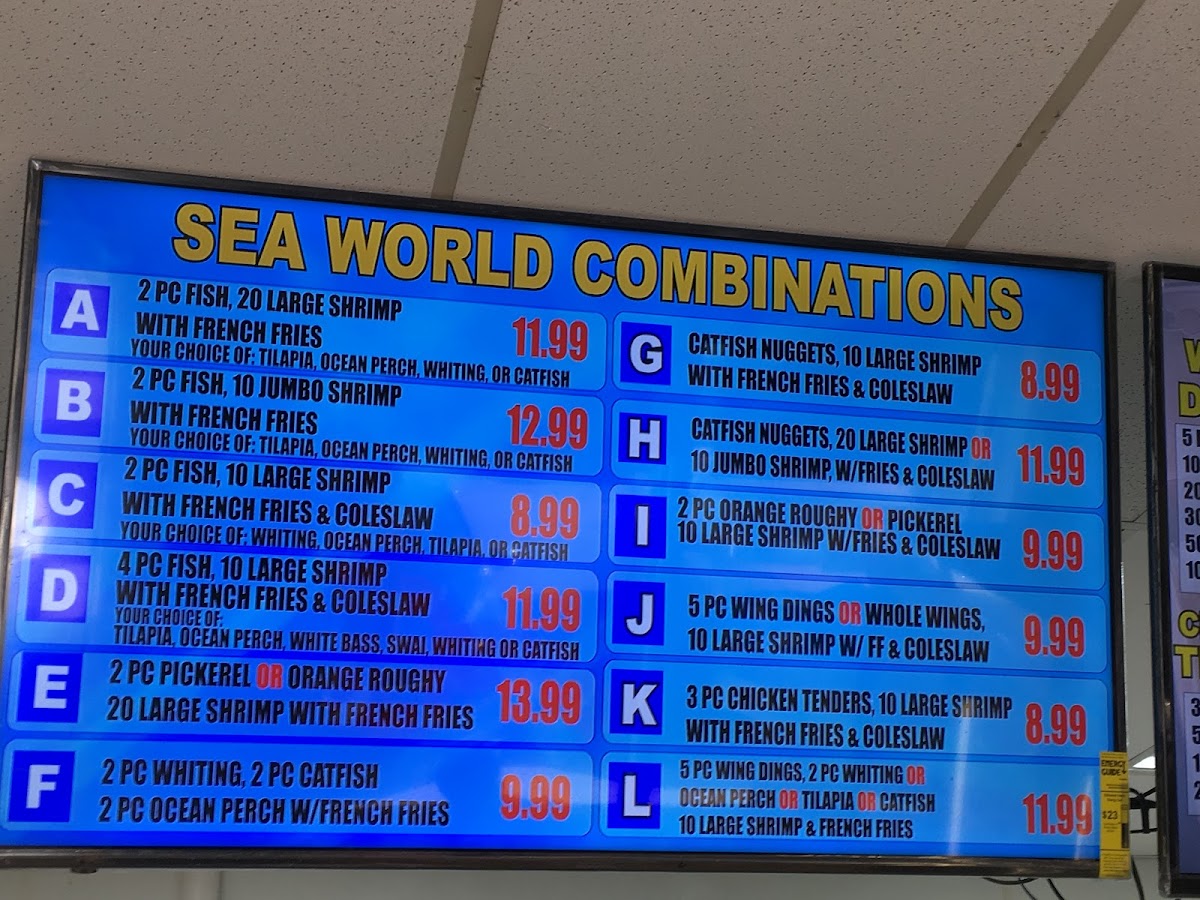 SEA WORLD COMBINATIONS
A
2 PC FISH, 20 LARGE SHRIMP
WITH FRENCH FRIES
11.99
YOUR CHOICE OF: TILAPIA, OCEAN PERCH, WHITING, OR CATFISH
B
2 PC FISH, 10 JUMBO SHRIMP
WITH FRENCH FRIES
12.99
YOUR CHOICE OF: TILAPIA, OCEAN PERCH, WHITING, OR CATFISH
C
2 PC FISH, 10 LARGE SHRIMP
WITH FRENCH FRIES & COLESLAW
8.99
YOUR CHOICE OF: WHITING, OCEAN PERCH, TILAPIA, OR CATFISH
D
4 PC FISH, 10 LARGE SHRIMP
WITH FRENCH FRIES & COLESLAW
11.99
YOUR CHOICE OF:
TILAPIA, OCEAN PERCH, WHITE BASS, SWAI, WHITING OR CATFISH
E
2 PC PICKEREL OR ORANGE ROUGHY
20 LARGE SHRIMP WITH FRENCH FRIES
13.99
F
2 PC WHITING, 2 PC CATFISH
2 PC OCEAN PERCH W/FRENCH FRIES
9.99
G
CATFISH NUGGETS, 10 LARGE SHRIMP
WITH FRENCH FRIES & COLESLAW
8.99
H
CATFISH NUGGETS, 20 LARGE SHRIMP OR
10 JUMBO SHRIMP, W/FRIES & COLESLAW
11.99
I
2 PC ORANGE ROUGHY OR PICKEREL
10 LARGE SHRIMP W/FRIES & COLESLAW
9.99
J
5 PC WING DINGS OR WHOLE WINGS,
10 LARGE SHRIMP W/ FF & COLESLAW
9.99
K
3 PC CHICKEN TENDERS, 10 LARGE SHRIMP
WITH FRENCH FRIES & COLESLAW
8.99
L
5 PC WING DINGS, 2 PC WHITING OR
OCEAN PERCH OR TILAPIA OR CATFISH
10 LARGE SHRIMP & FRENCH FRIES
11.99
ENERGY
GUIDE
$23